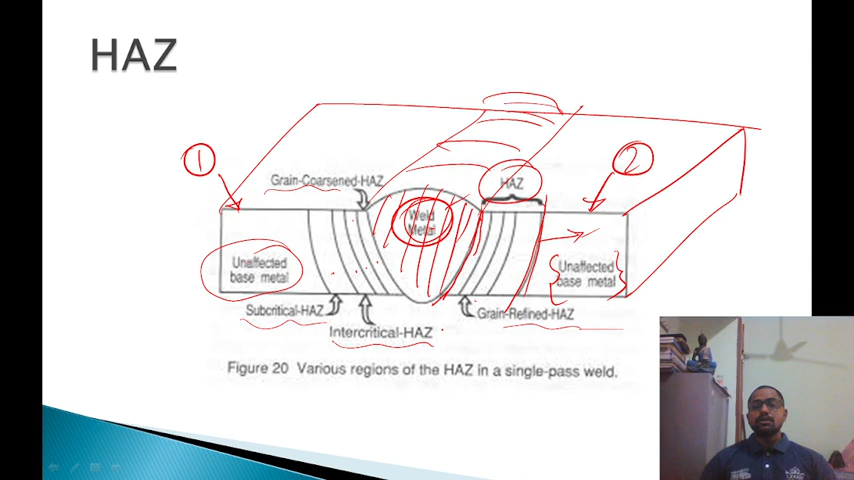 HAZ
1
2
Grain-Coarsened-HAZ
HAZ
Weld
Metal
Unaffected
base metal
Unaffected
base metal
Subcritical-HAZ
Grain-Refined-HAZ
Intercritical-HAZ
Figure 20 Various regions of the HAZ in a single-pass weld.